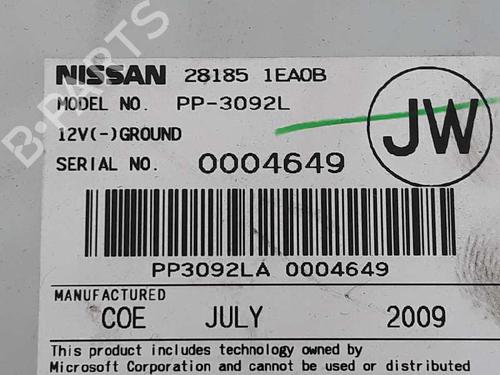 B-PARTS
NISSAN 28185 1EA0B
MODEL NO. PP-3092L
JW
12V(-)GROUND
SERIAL NO. 0004649
PP3092LA 0004649
MANUFACTURED
COE JULY 2009
This product includes technology owned by
Microsoft Corporation and cannot be used or distributed